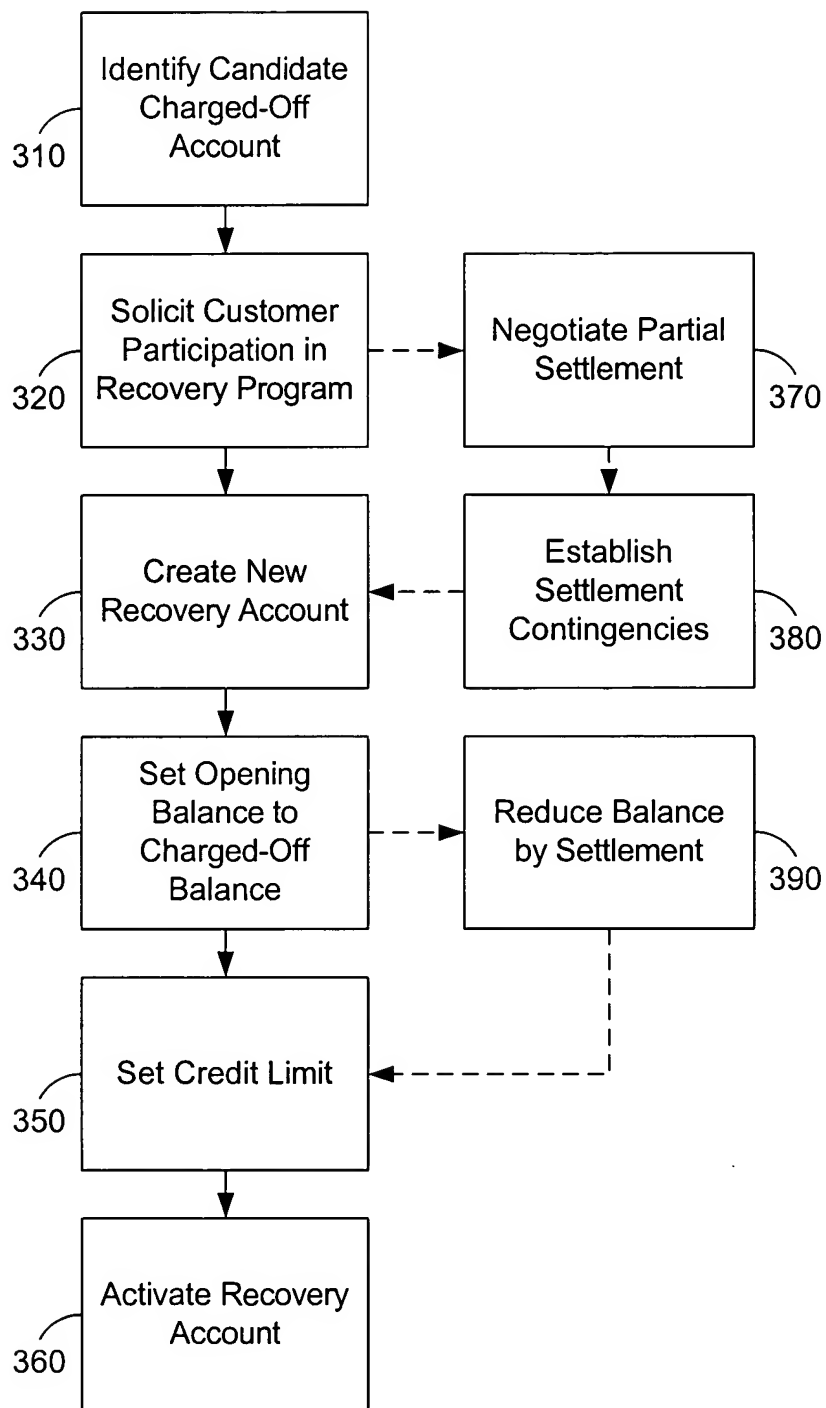 Identify Candidate
Charged-Off
Account
310
Solicit Customer
Participation in
Recovery Program
320
Negotiate Partial
Settlement
370
Create New
Recovery Account
330
Establish
Settlement
Contingencies
380
Set Opening
Balance to
Charged-Off
Balance
340
Reduce Balance
by Settlement
390
Set Credit Limit
350
Activate Recovery
Account
360